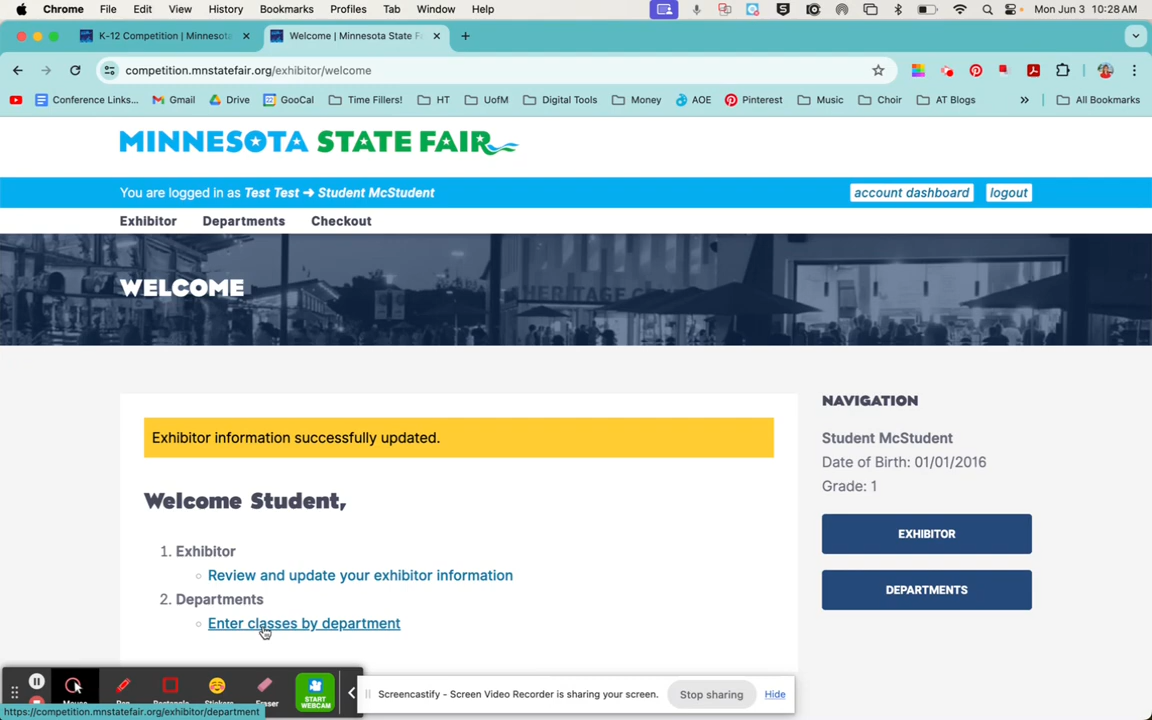 Chrome File Edit View History Bookmarks Profiles Tab Window Help Mon Jun 3 10:28 AM
K-12 Competition | Minnesota Welcome | Minnesota State F
competition.mnstatefair.org/exhibitor/welcome
Conference Links... Gmail Drive GooCal Time Fillers! HT UofM Digital Tools Money AOE Pinterest Music Choir AT Blogs » All Bookmarks
MINNESOTA STATE FAIR
You are logged in as Test Test ➜ Student McStudent account dashboard logout
Exhibitor Departments Checkout
HERITAGE
WELCOME
NAVIGATION
Exhibitor information successfully updated.
Student McStudent
Date of Birth: 01/01/2016
Grade: 1
Welcome Student,
EXHIBITOR
1. Exhibitor
Review and update your exhibitor information
DEPARTMENTS
2. Departments
Enter classes by department
START WEBCAM
Screencastify - Screen Video Recorder is sharing your screen. Stop sharing Hide
Mouse Pen Rectangle Stickers Eraser
https://competition.mnstatefair.org/exhibitor/department